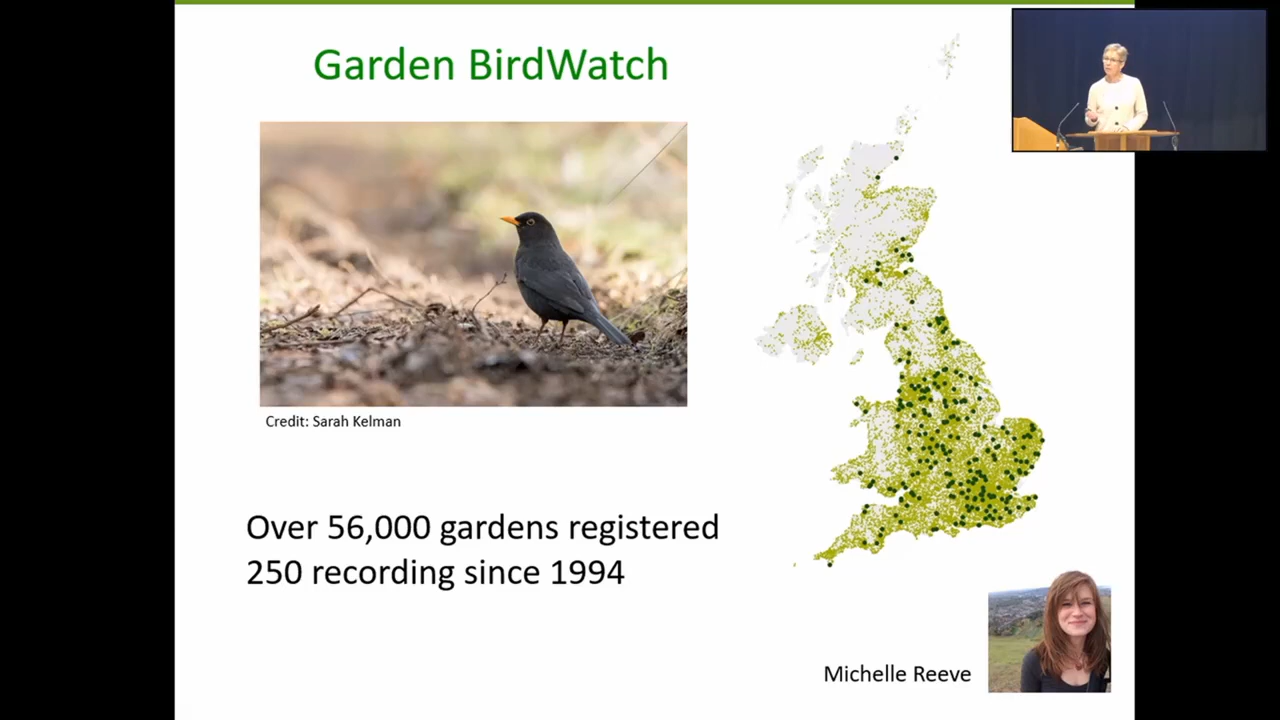 Garden BirdWatch
Credit: Sarah Kelman
Over 56,000 gardens registered
250 recording since 1994
Michelle Reeve